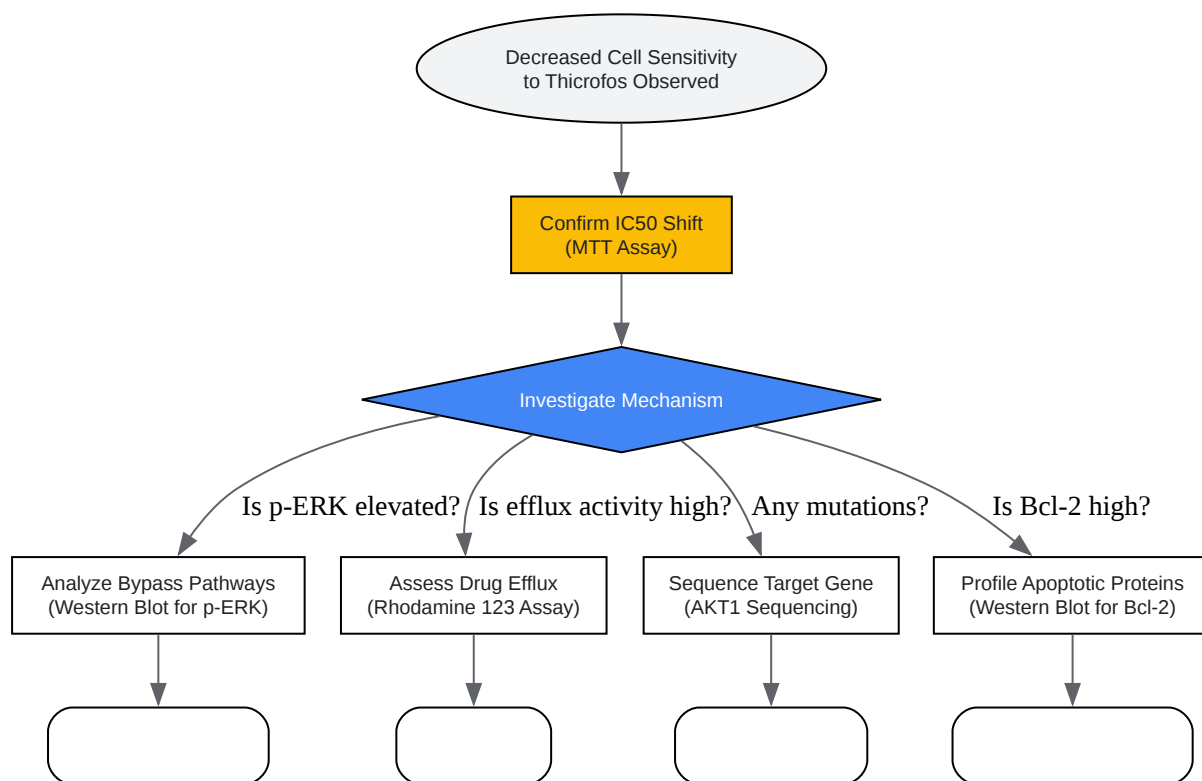 Decreased Cell Sensitivity
to Thicrofos Observed
Confirm IC50 Shift
(MTT Assay)
Investigate Mechanism
Is p-ERK elevated?
Is efflux activity high?
Any mutations?
Is Bcl-2 high?
Analyze Bypass Pathways
(Western Blot for p-ERK)
Assess Drug Efflux
(Rhodamine 123 Assay)
Sequence Target Gene
(AKT1 Sequencing)
Profile Apoptotic Proteins
(Western Blot for Bcl-2)